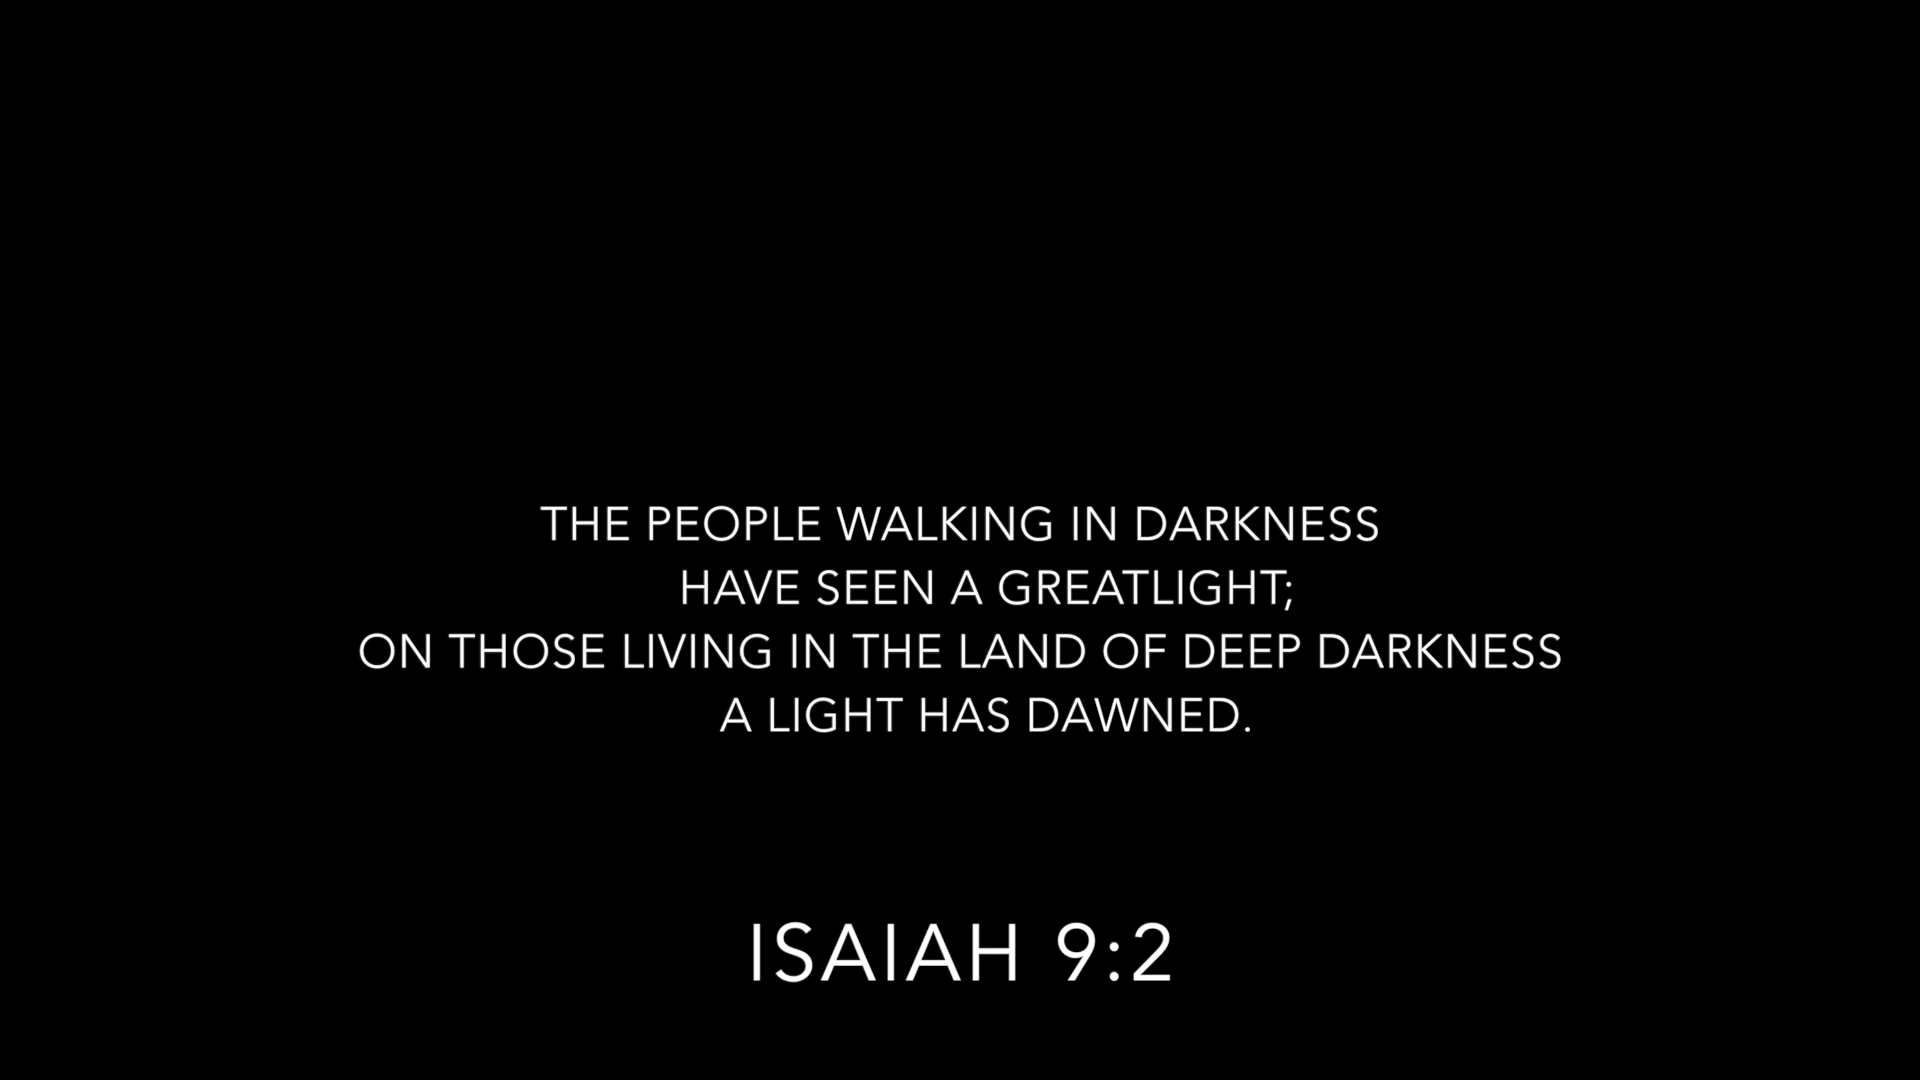 THE PEOPLE WALKING IN DARKNESS
HAVE SEEN A GREATLIGHT;
ON THOSE LIVING IN THE LAND OF DEEP DARKNESS
A LIGHT HAS DAWNED.
ISAIAH 9:2